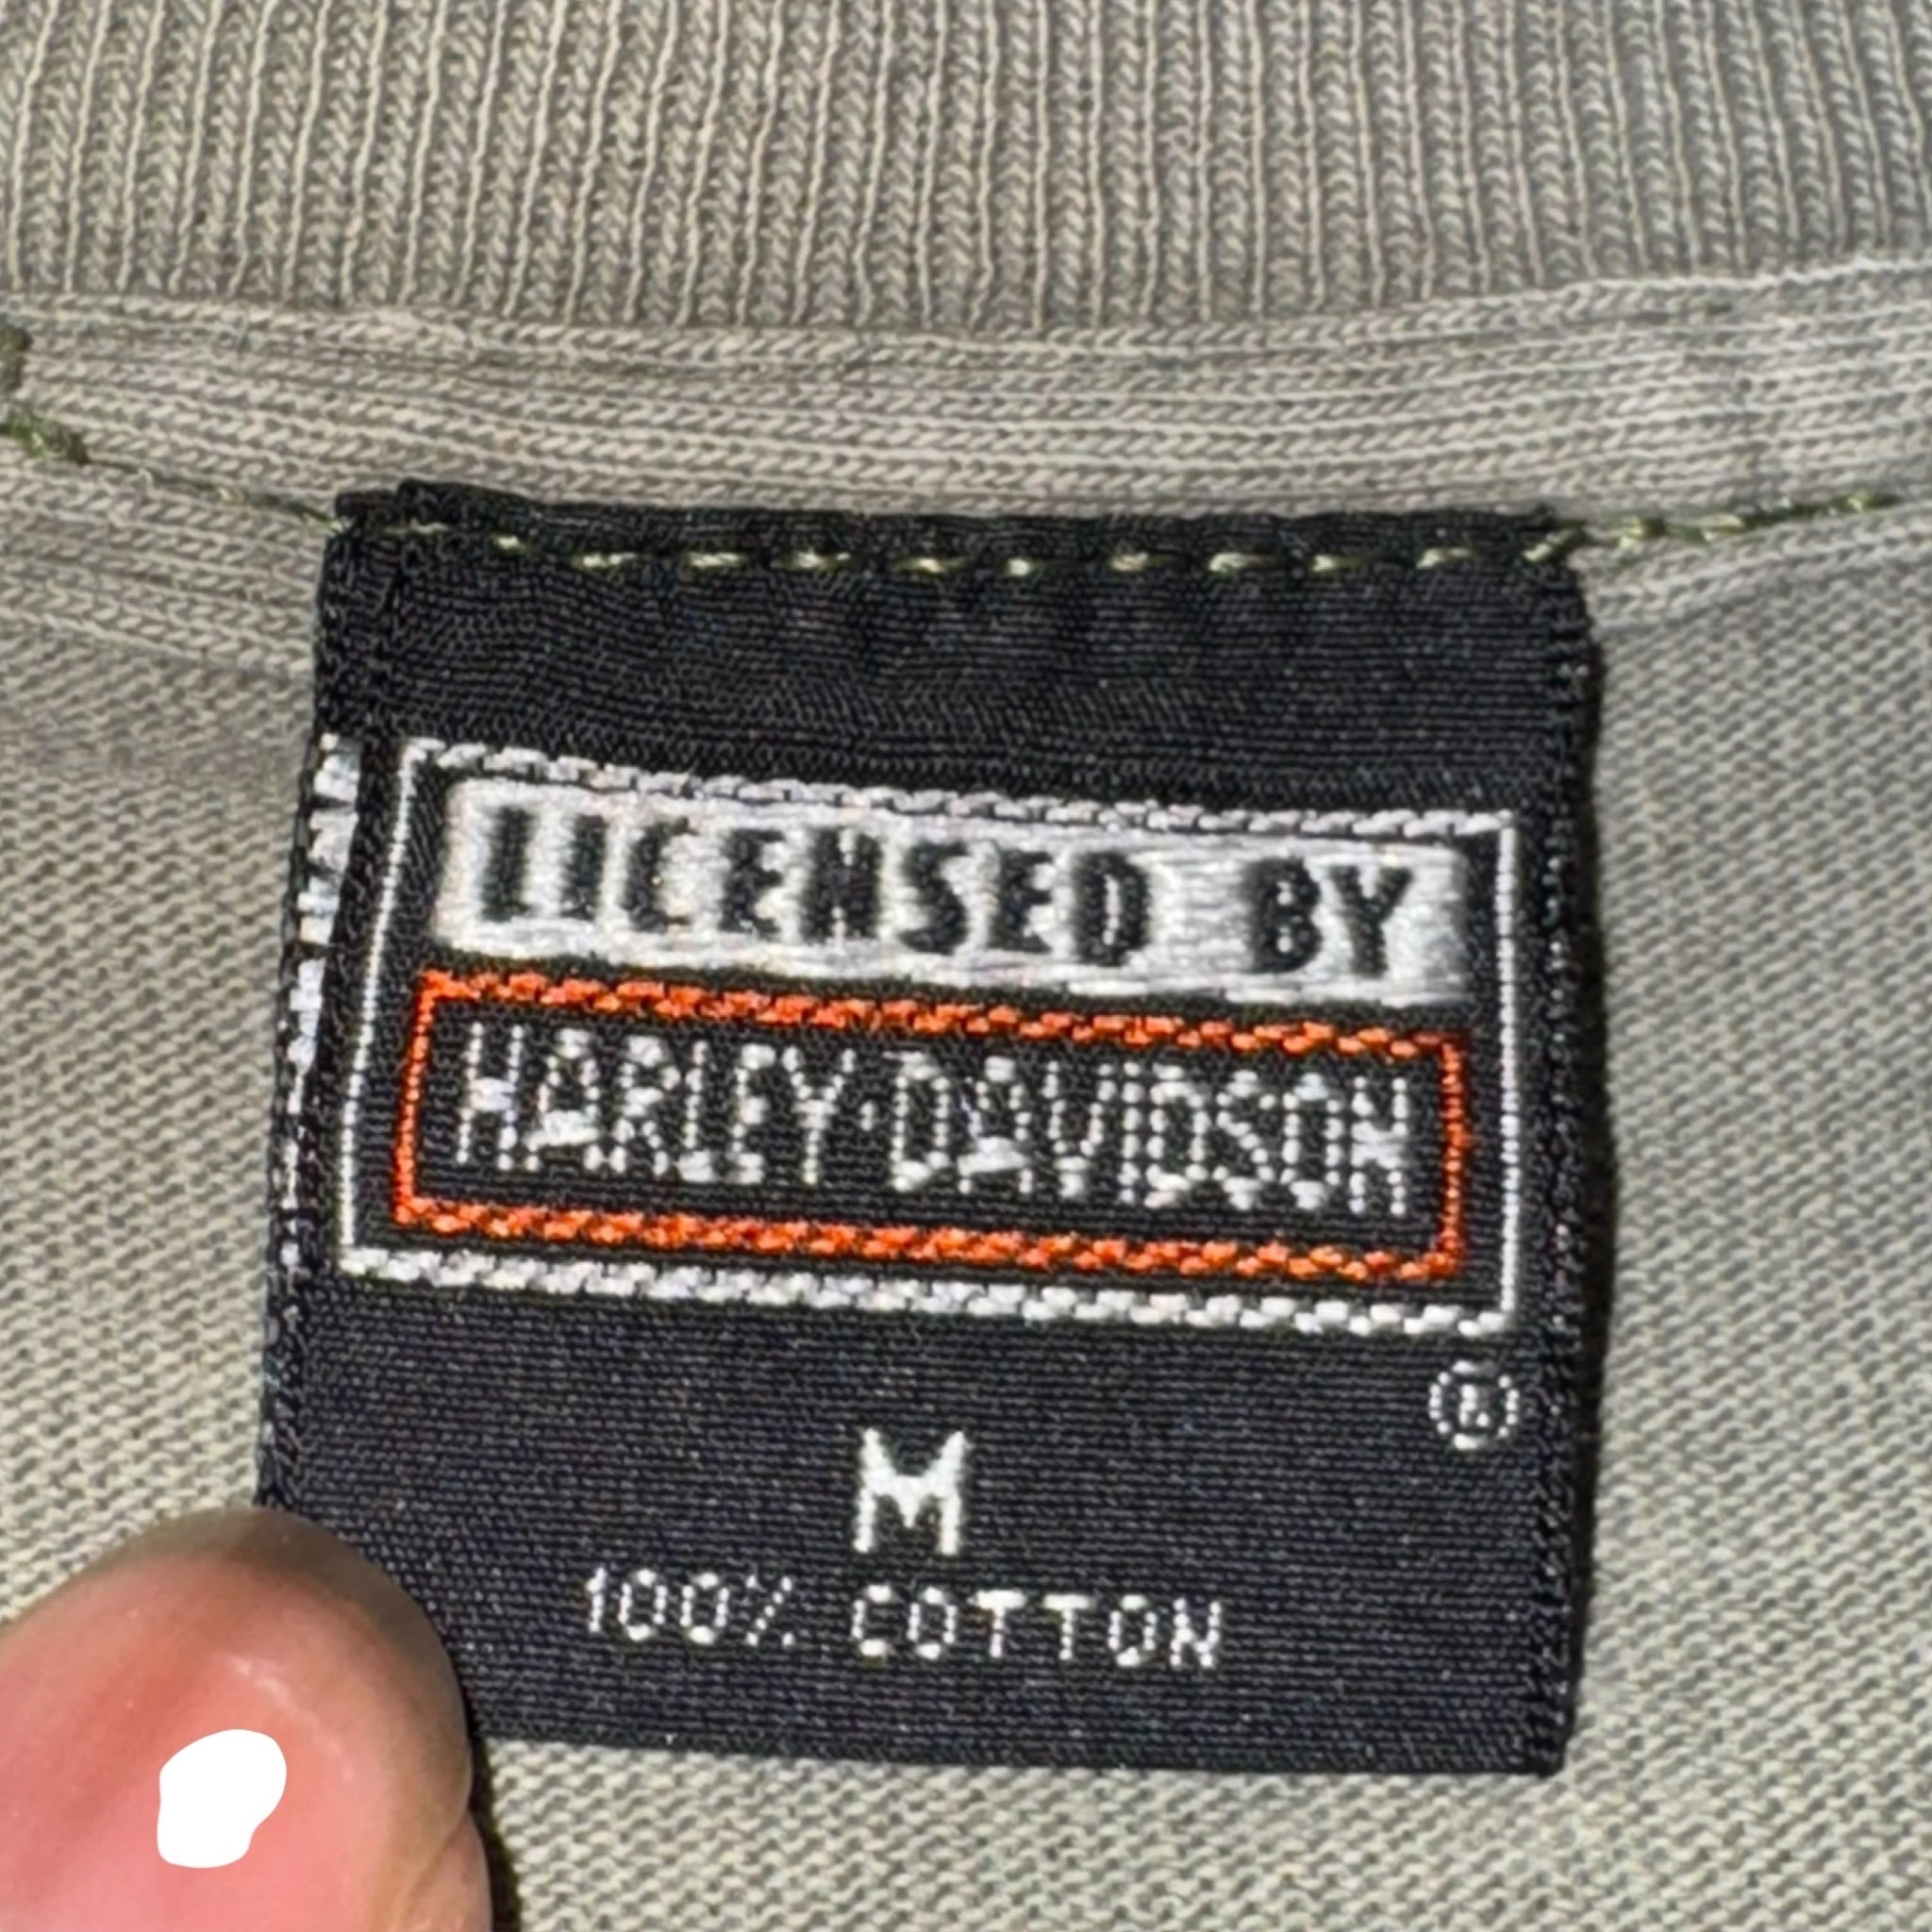 LICENSED BY
HARLEY-DAVIDSON
®
M
100% COTTON